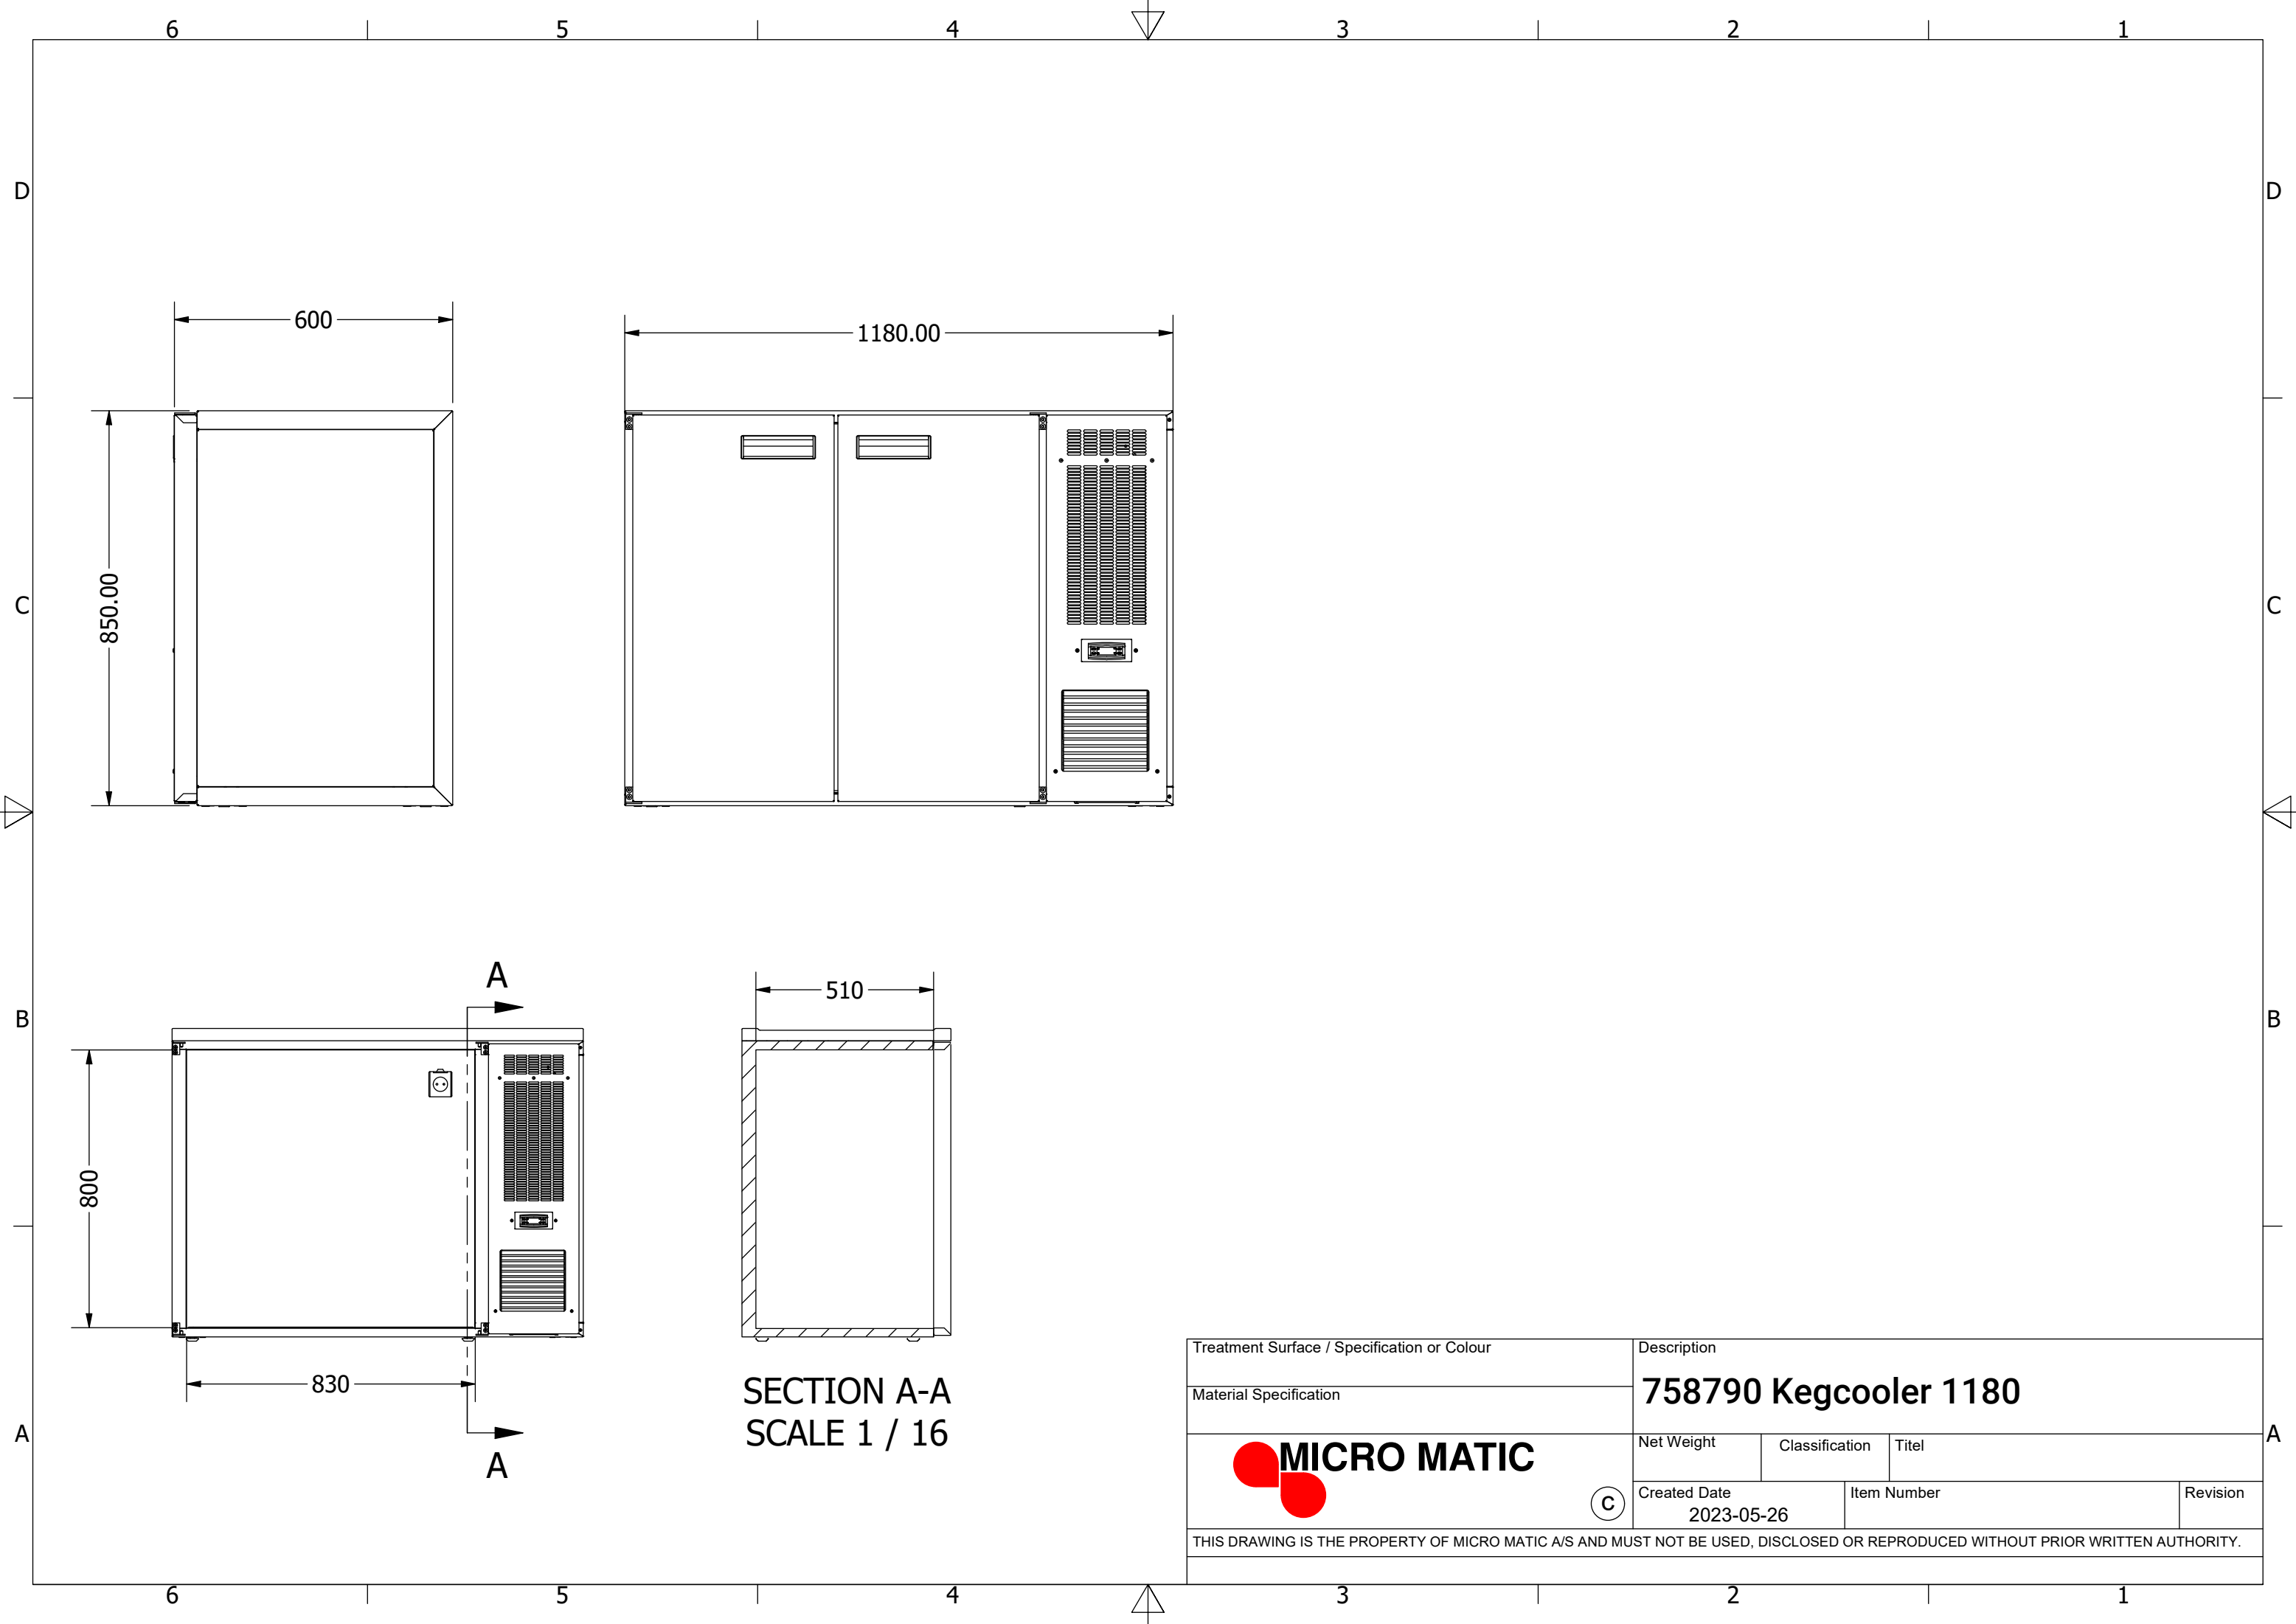 6 5 4 3 2 1
D D
600
1180.00
850.00
C C
A
510
B B
800
830
A
SECTION A-A
SCALE 1 / 16
A A
Treatment Surface / Specification or Colour
Description
758790 Kegcooler 1180
Material Specification
MICRO MATIC
C
Net Weight
Classification
Titel
Created Date
2023-05-26
Item Number
Revision
THIS DRAWING IS THE PROPERTY OF MICRO MATIC A/S AND MUST NOT BE USED, DISCLOSED OR REPRODUCED WITHOUT PRIOR WRITTEN AUTHORITY.
6 5 4 3 2 1